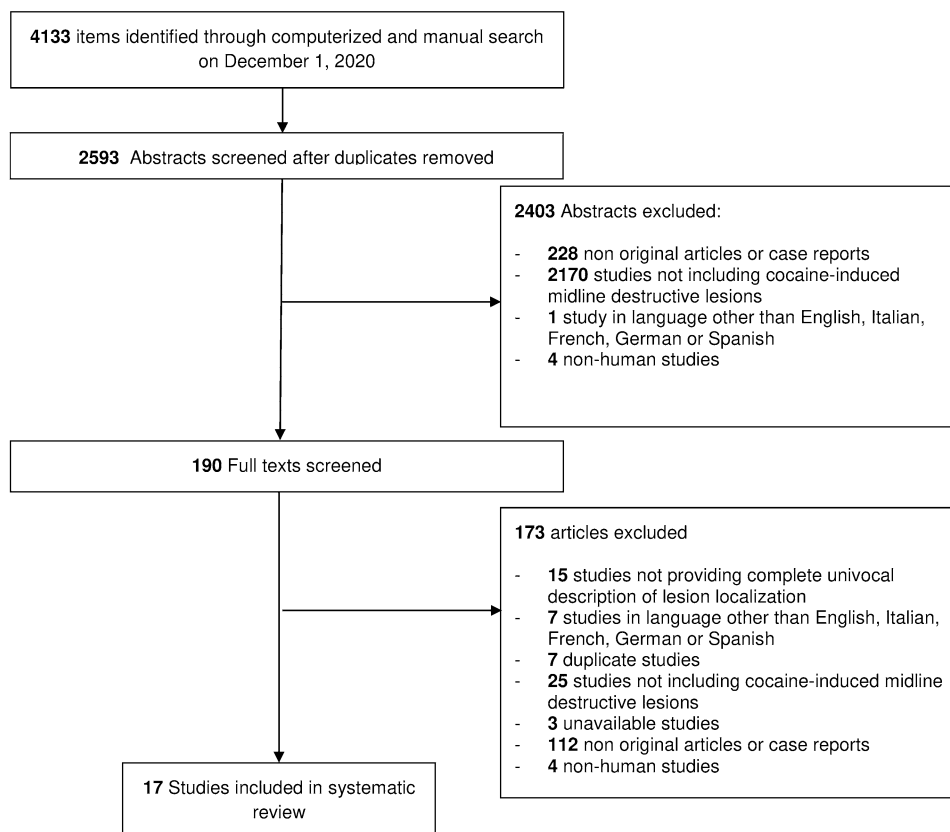 4133 items identified through computerized and manual search
on December 1, 2020
2593 Abstracts screened after duplicates removed
2403 Abstracts excluded:
- 228 non original articles or case reports
- 2170 studies not including cocaine-induced
midline destructive lesions
- 1 study in language other than English, Italian,
French, German or Spanish
- 4 non-human studies
190 Full texts screened
173 articles excluded
- 15 studies not providing complete univocal
description of lesion localization
- 7 studies in language other than English, Italian,
French, German or Spanish
- 7 duplicate studies
- 25 studies not including cocaine-induced midline
destructive lesions
- 3 unavailable studies
- 112 non original articles or case reports
- 4 non-human studies
17 Studies included in systematic
review